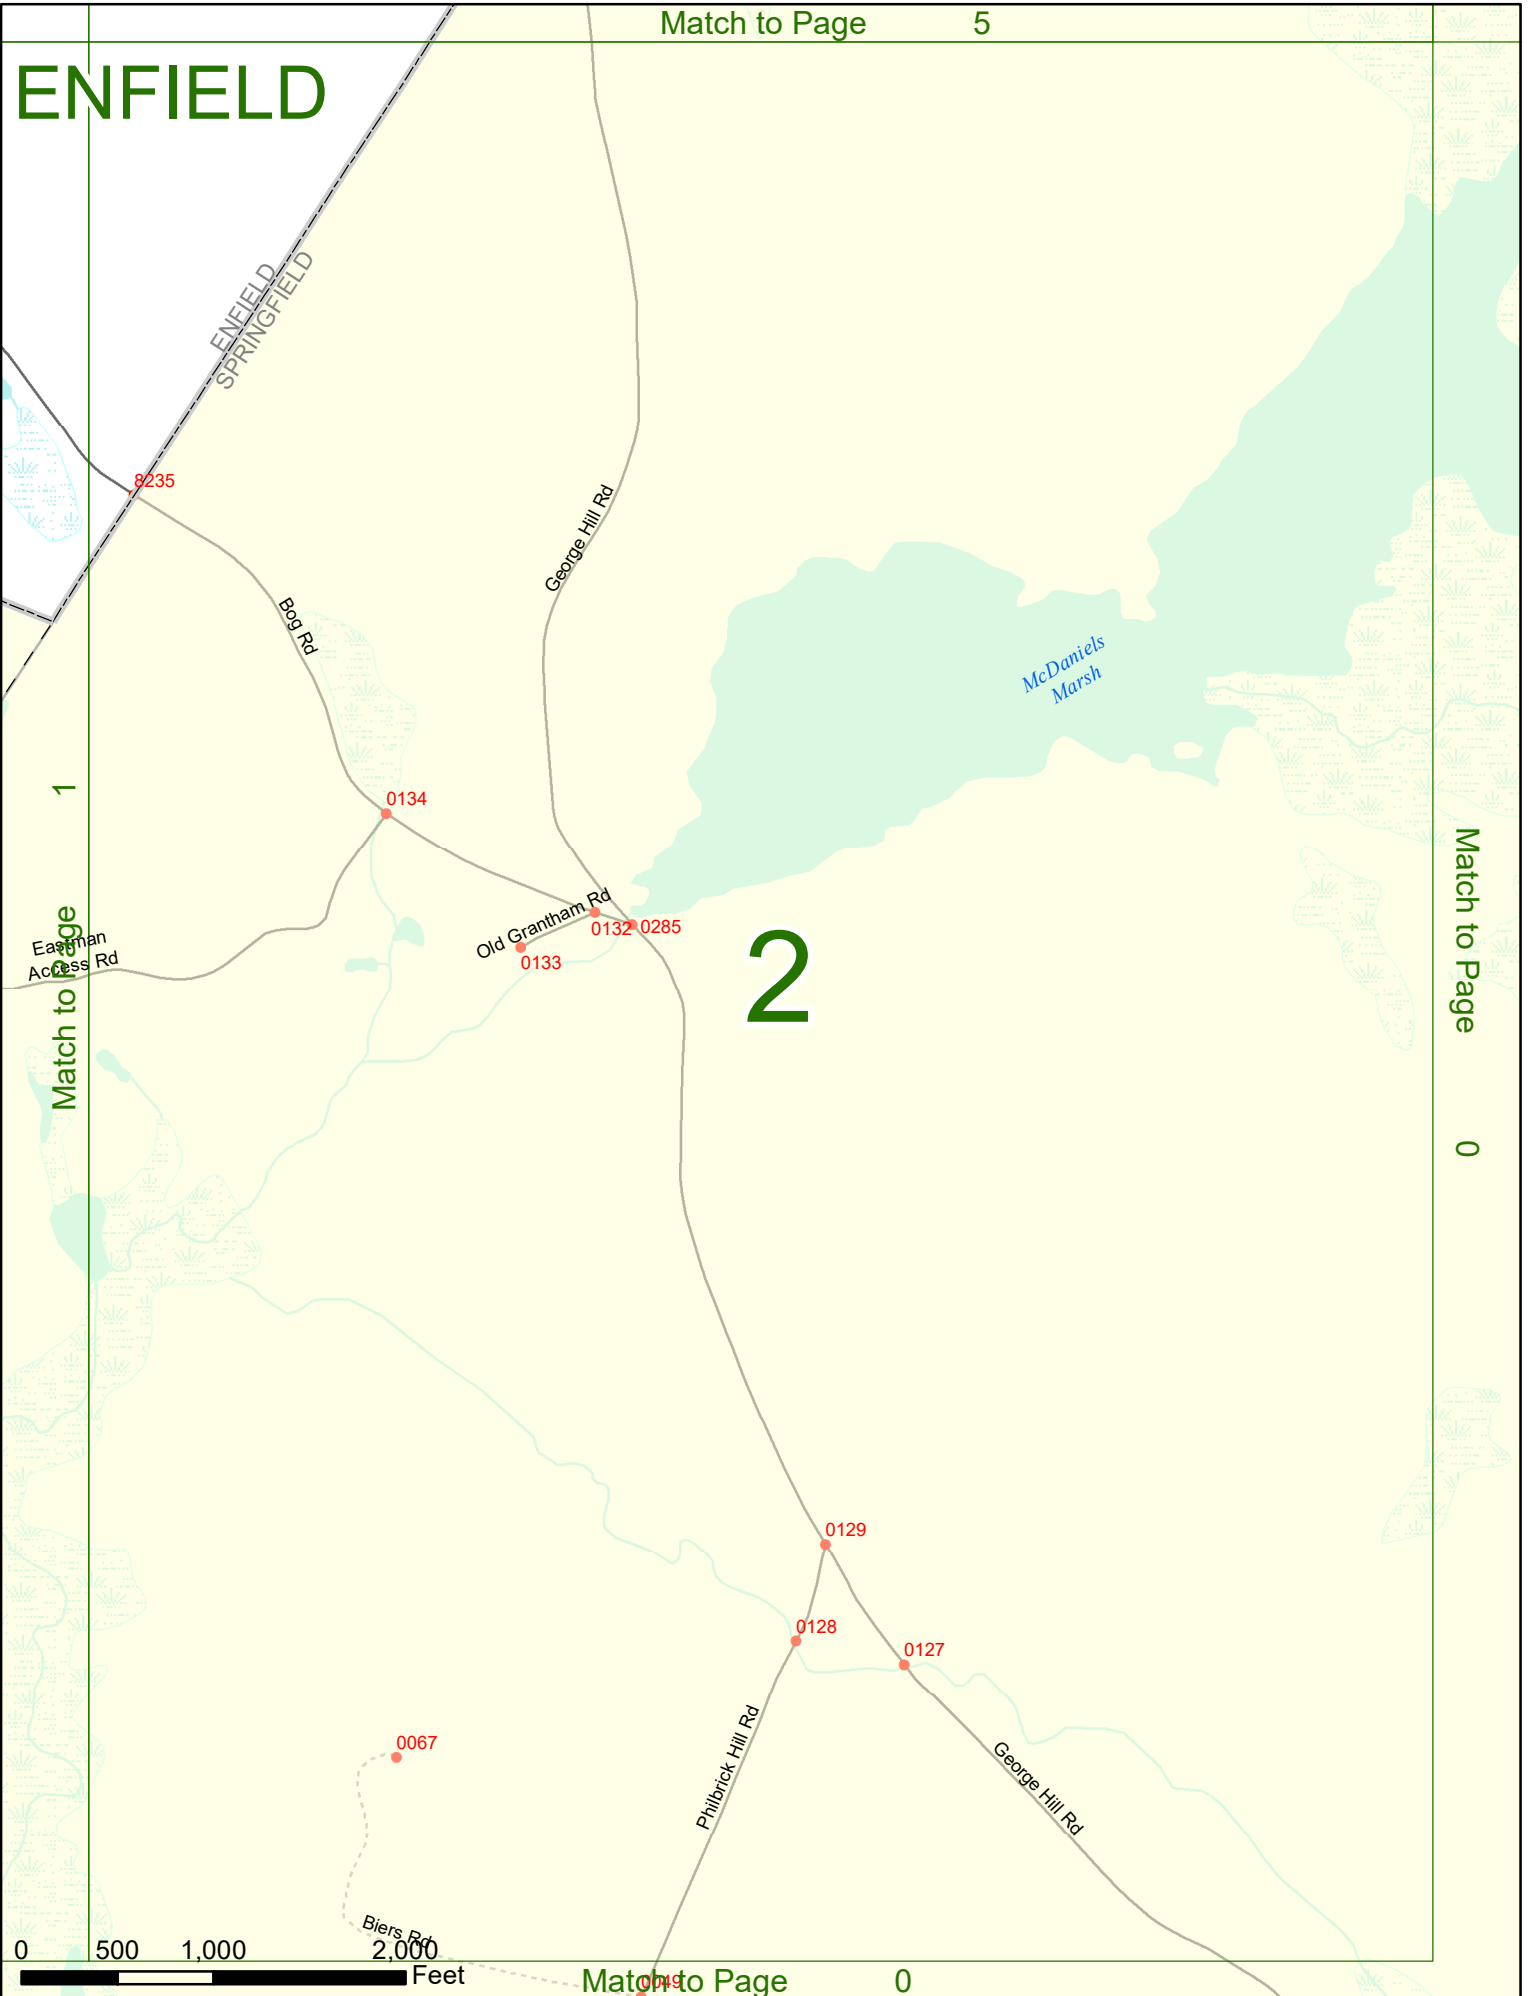 Match to Page 5
ENFIELD
ENFIELD
SPRINGFIELD
8235
George Hill Rd
Bog Rd
McDaniels
Marsh
0134
Match to Page 1
Match to Page 0
Old Grantham Rd
0132
0285
0133
Eastman
Access Rd
2
0129
0128
0127
0067
Philbrick Hill Rd
George Hill Rd
Biers Rd
0 500 1,000 2,000
Feet
0049
Match to Page 0